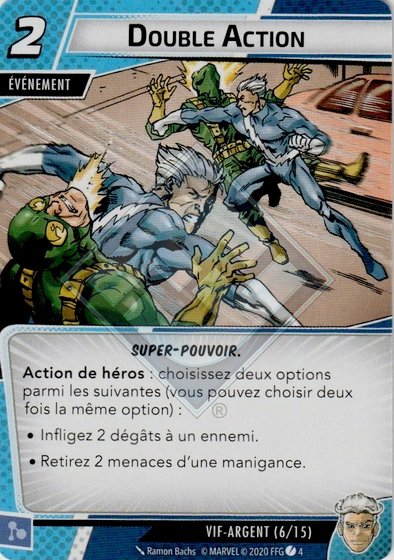 2
DOUBLE ACTION
ÉVÉNEMENT
SUPER-POUVOIR.
Action de héros : choisissez deux options
parmi les suivantes (vous pouvez choisir deux
fois la même option) :
®
• Infligez 2 dégâts à un ennemi.
• Retirez 2 menaces d'une manigance.
VIF-ARGENT (6/15)
Ramon Bachs © MARVEL © 2020 FFG 4